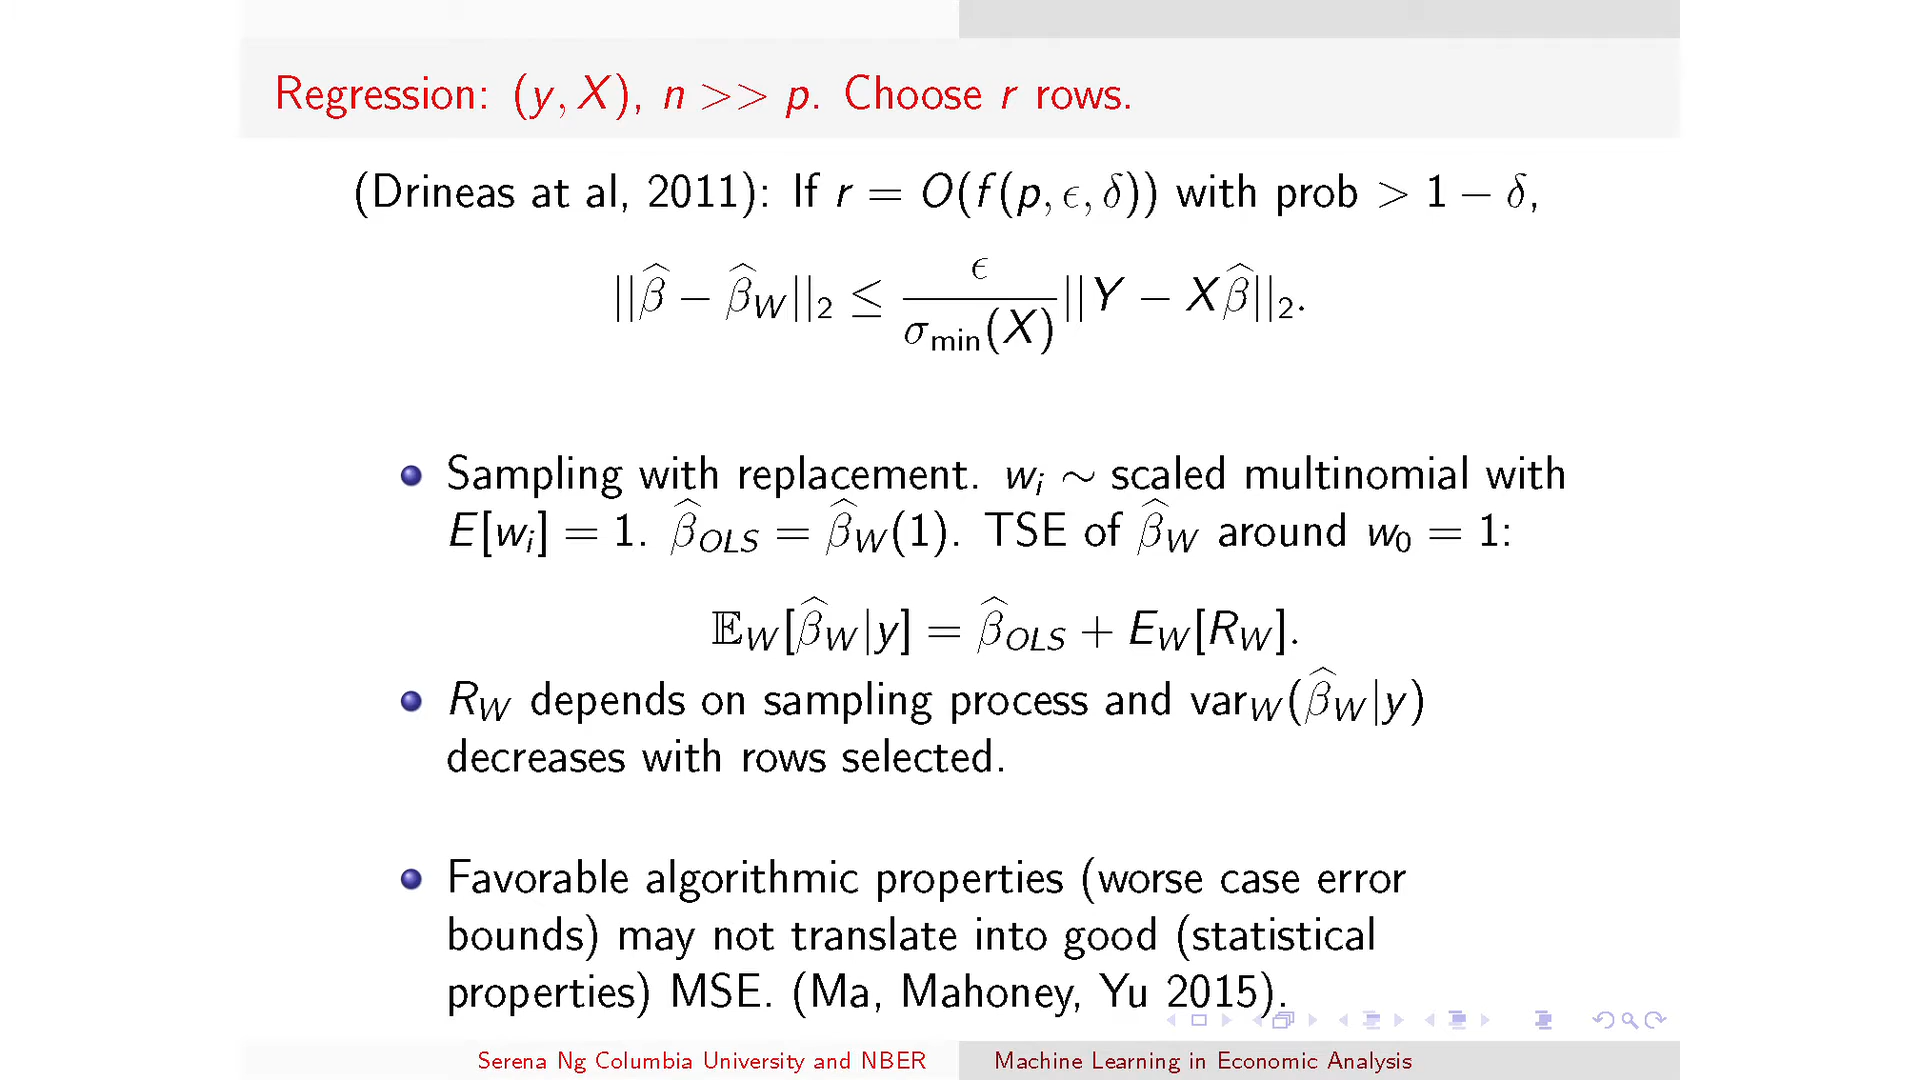 Regression: (y, X), n >> p. Choose r rows.
(Drineas at al, 2011): If r = O(f(p, ϵ, δ)) with prob > 1 − δ,
||β̂ − β̂_W||₂ ≤ ϵ / σ_min(X) ||Y − Xβ̂||₂.
• Sampling with replacement. w_i ∼ scaled multinomial with
E[w_i] = 1. β̂_OLS = β̂_W(1). TSE of β̂_W around w₀ = 1:
𝔼_W[β̂_W|y] = β̂_OLS + E_W[R_W].
• R_W depends on sampling process and var_W(β̂_W|y)
decreases with rows selected.
• Favorable algorithmic properties (worse case error
bounds) may not translate into good (statistical
properties) MSE. (Ma, Mahoney, Yu 2015).
Serena Ng Columbia University and NBER
Machine Learning in Economic Analysis